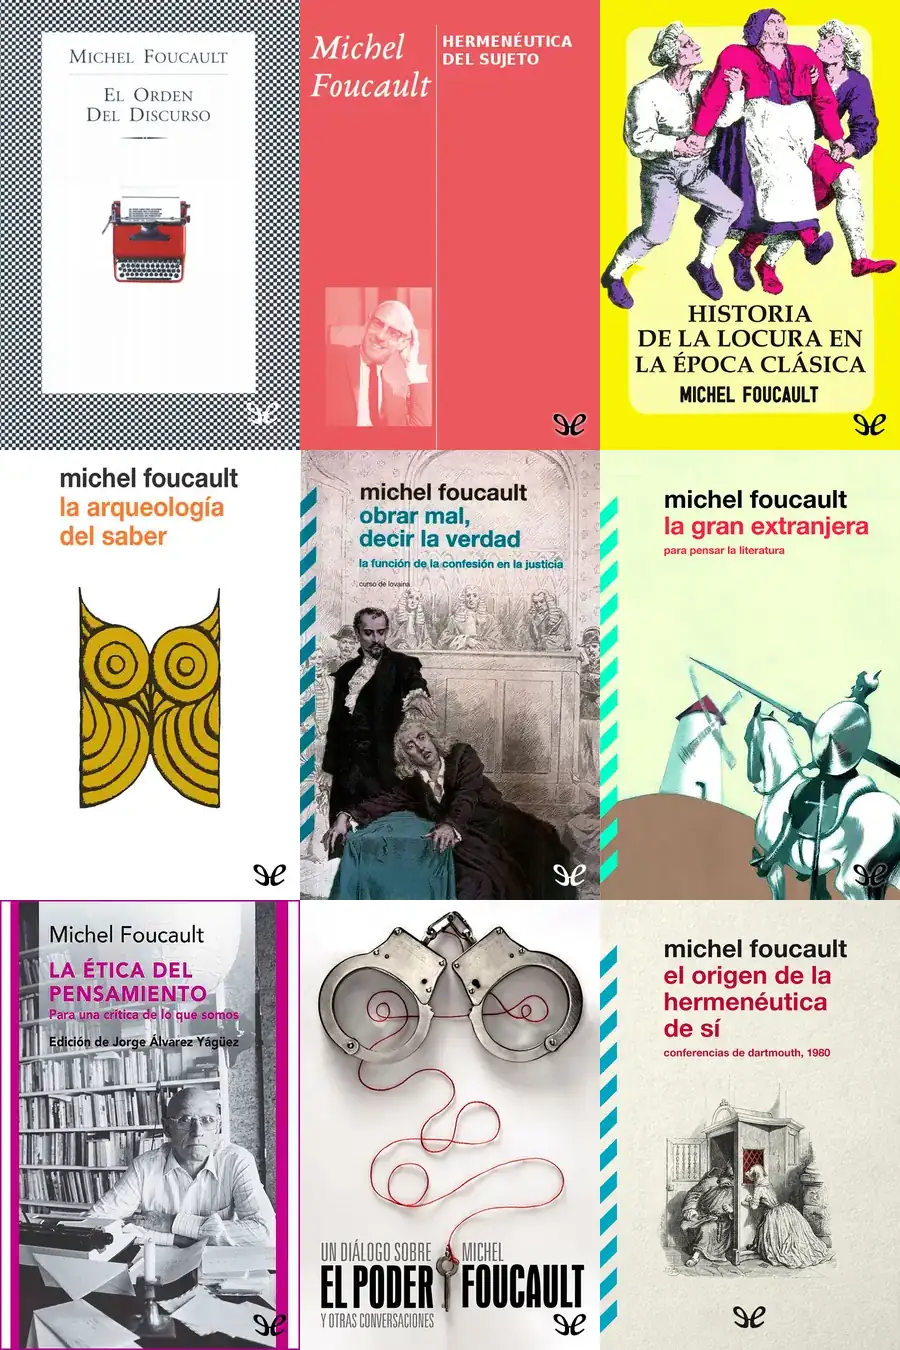 MICHEL FOUCAULT
EL ORDEN
DEL DISCURSO
Michel
Foucault
HERMENÉUTICA
DEL SUJETO
HISTORIA
DE LA LOCURA EN
LA ÉPOCA CLÁSICA
MICHEL FOUCAULT
michel foucault
la arqueología
del saber
michel foucault
obrar mal,
decir la verdad
la función de la confesión en la justicia
curso de lovaina
michel foucault
la gran extranjera
para pensar la literatura
Michel Foucault
LA ÉTICA DEL
PENSAMIENTO
Para una crítica de lo que somos
Edición de Jorge Álvarez Yágüez
UN DIÁLOGO SOBRE
EL PODER
Y OTRAS CONVERSACIONES
MICHEL
FOUCAULT
michel foucault
el origen de la
hermenéutica
de sí
conferencias de dartmouth, 1980